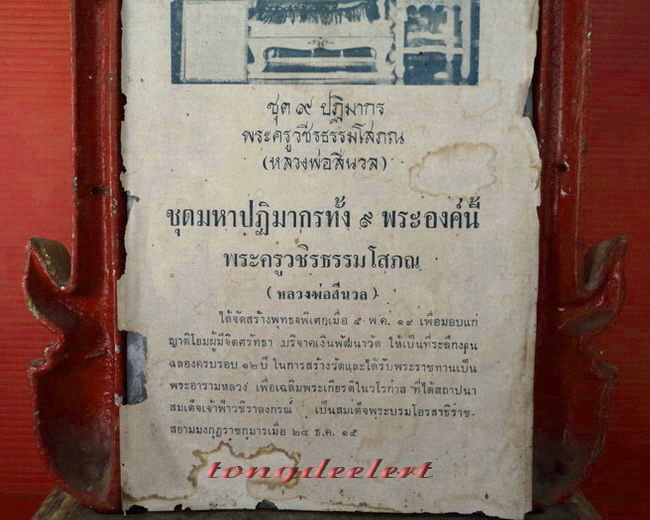 ชุด ๙ ปฏิมากร
พระครูวชิรธรรมโสภณ
(หลวงพ่อสีนวล)
ชุดมหาปฏิมากรทั้ง ๙ พระองค์นี้
พระครูวชิรธรรมโสภณ
(หลวงพ่อสีนวล)
ได้จัดสร้างพุทธาพิเศกเมื่อ ๕ พ.ค. ๑๙ เพื่อมอบแก่
ญาติโยมผู้มีจิตศรัทธา บริจาคเงินพัฒนาวัด ให้เป็นที่ระลึกงาน
ฉลองครบรอบ ๑๒ ปี ในการสร้างวัดและได้รับพระราชทานเป็น
พระอารามหลวง เพื่อเฉลิมพระเกียรติในวโรกาส ที่ได้สถาปนา
สมเด็จเจ้าฟ้าวชิราลงกรณ์ เป็นสมเด็จพระบรมโอรสาธิราช-
สยามมงกุฎราชกุมารเมื่อ ๒๘ ธ.ค. ๑๕
tongdeelert